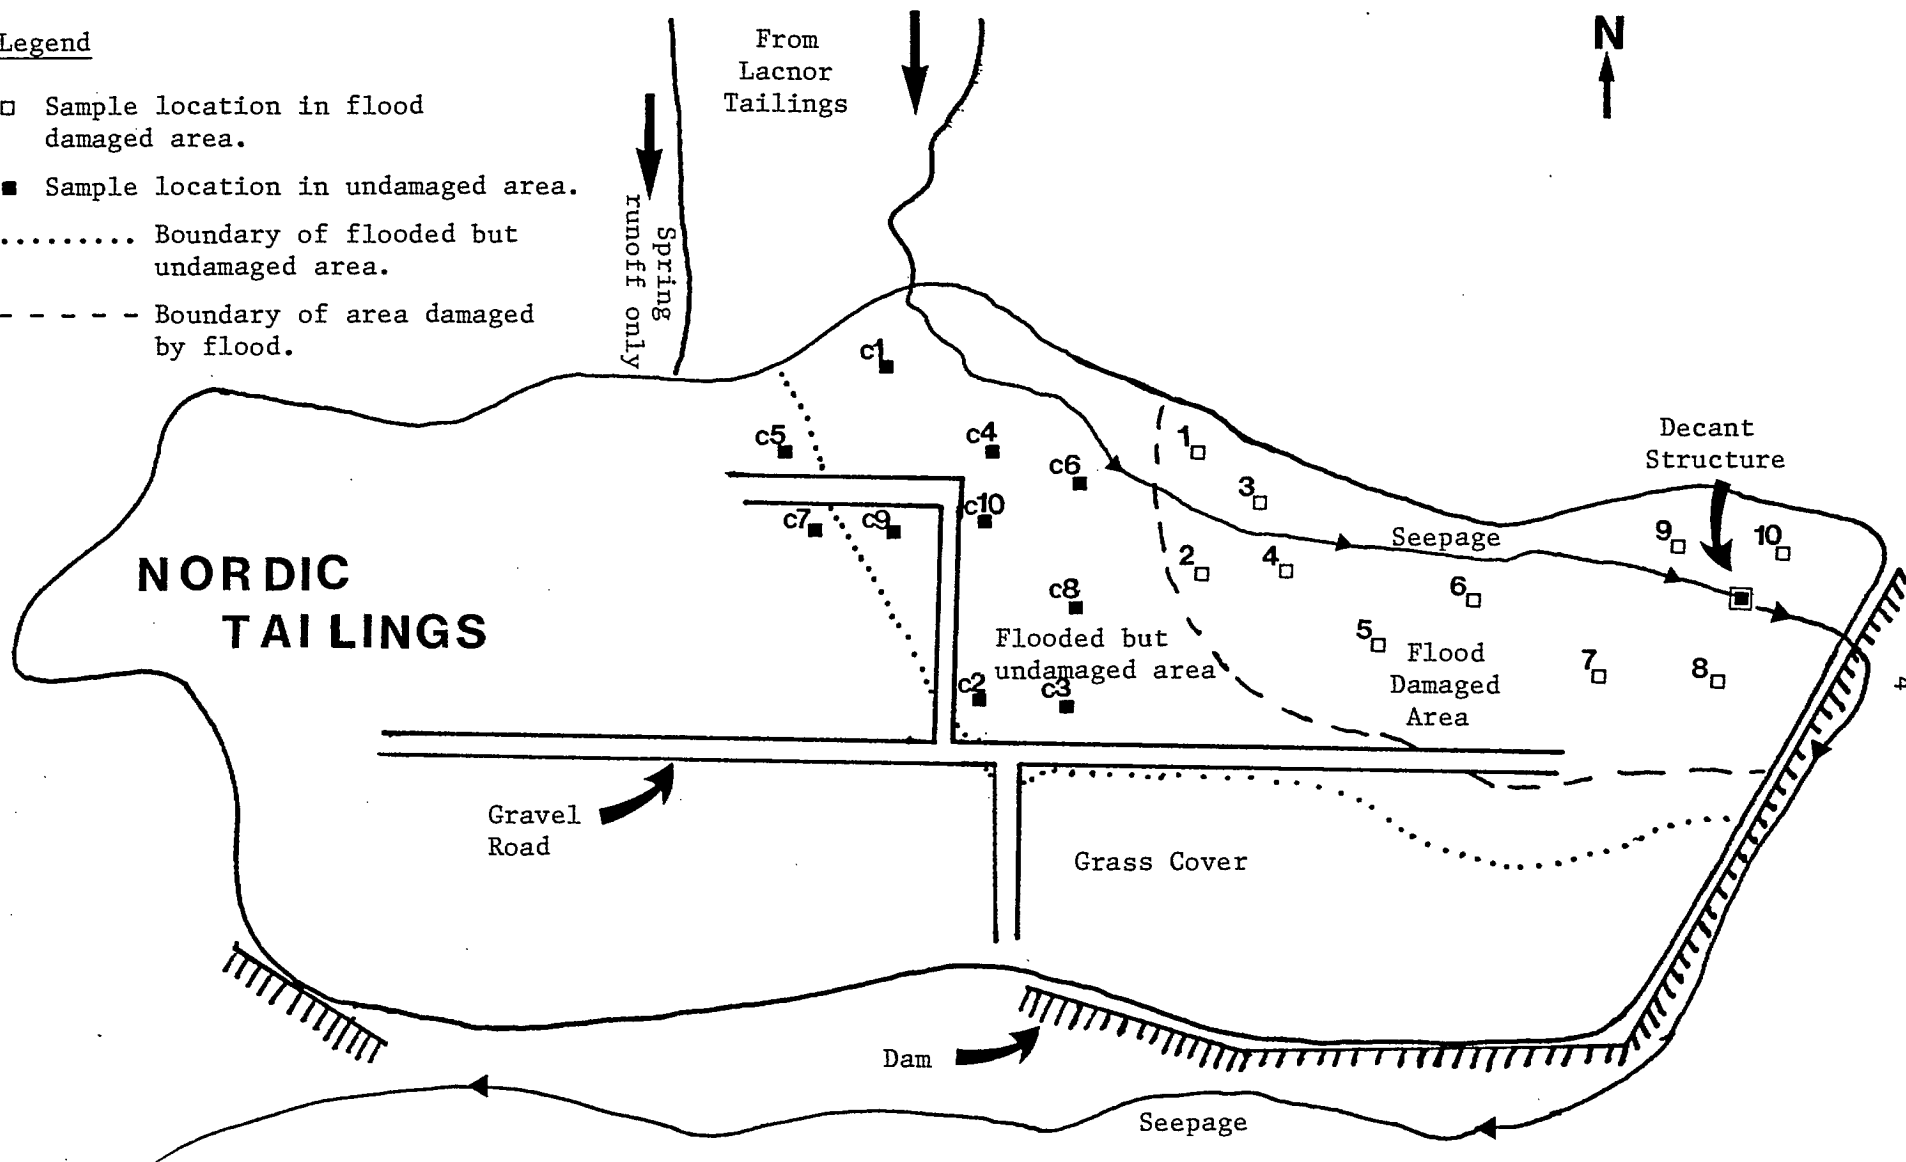 Legend
Sample location in flood
damaged area.
Sample location in undamaged area.
Boundary of flooded but
undamaged area.
Boundary of area damaged
by flood.
From
Lacnor
Tailings
Spring
runoff only
N
Decant
Structure
c1
c5
c4
c6
c10
c7
c9
c8
c2
c3
1
3
2
4
Seepage
9
10
6
5
7
8
NORDIC
TAILINGS
Flooded but
undamaged area
Flood
Damaged
Area
4
Gravel
Road
Grass Cover
Dam
Seepage